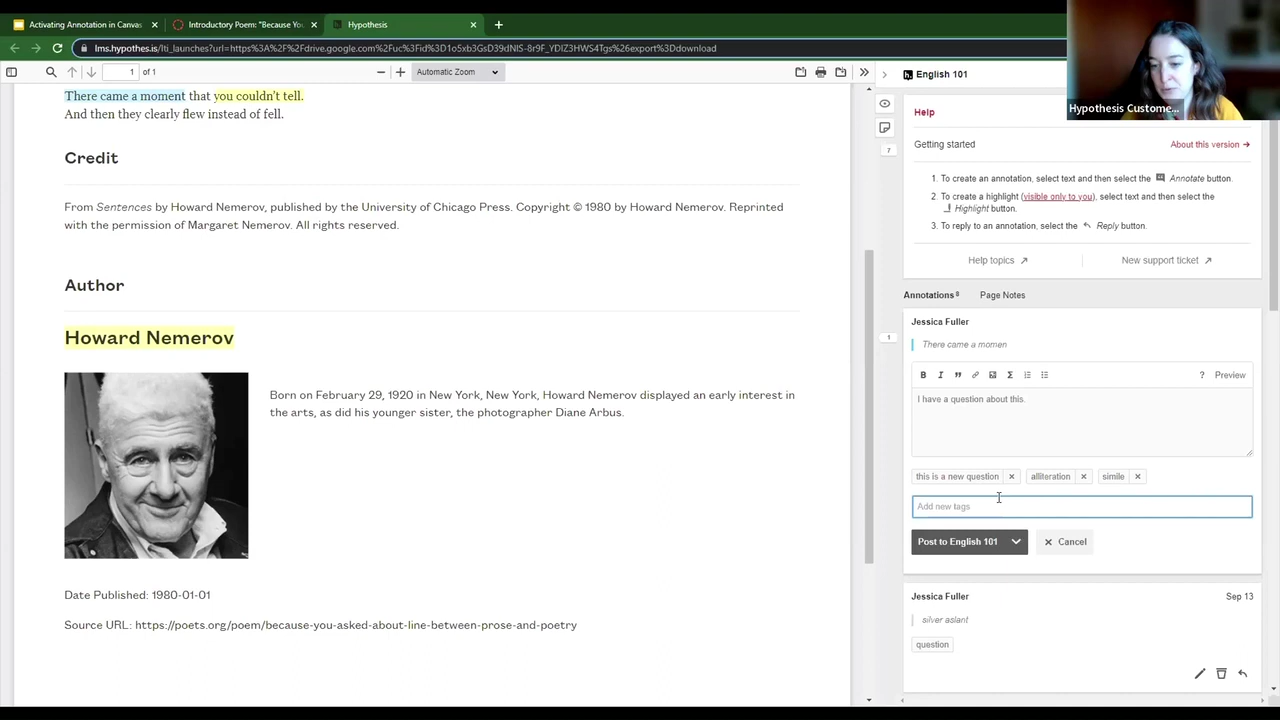 Activating Annotation in Canvas
Introductory Poem: "Because You
Hypothesis
lms.hypothes.is/lti_launches?url=https%3A%2F%2Fdrive.google.com%2Fuc%3Fid%3D1o5xb3GsD39dNlS-8r9F_YDIZ3HWS4Tgs%26export%3Ddownload
1 of 1
Automatic Zoom
There came a moment that you couldn't tell.
And then they clearly flew instead of fell.
Credit
From Sentences by Howard Nemerov, published by the University of Chicago Press. Copyright © 1980 by Howard Nemerov. Reprinted
with the permission of Margaret Nemerov. All rights reserved.
Author
Howard Nemerov
Born on February 29, 1920 in New York, New York, Howard Nemerov displayed an early interest in
the arts, as did his younger sister, the photographer Diane Arbus.
Date Published: 1980-01-01
Source URL: https://poets.org/poem/because-you-asked-about-line-between-prose-and-poetry
7
1
English 101
Hypothesis Custome...
Help
Getting started
About this version
1. To create an annotation, select text and then select the Annotate button.
2. To create a highlight (visible only to you), select text and then select the
Highlight button.
3. To reply to an annotation, select the Reply button.
Help topics
New support ticket
Annotations 8
Page Notes
Jessica Fuller
There came a momen
B I
Σ
? Preview
I have a question about this.
this is a new question
alliteration
simile
Add new tags
Post to English 101
Cancel
Jessica Fuller
Sep 13
silver aslant
question